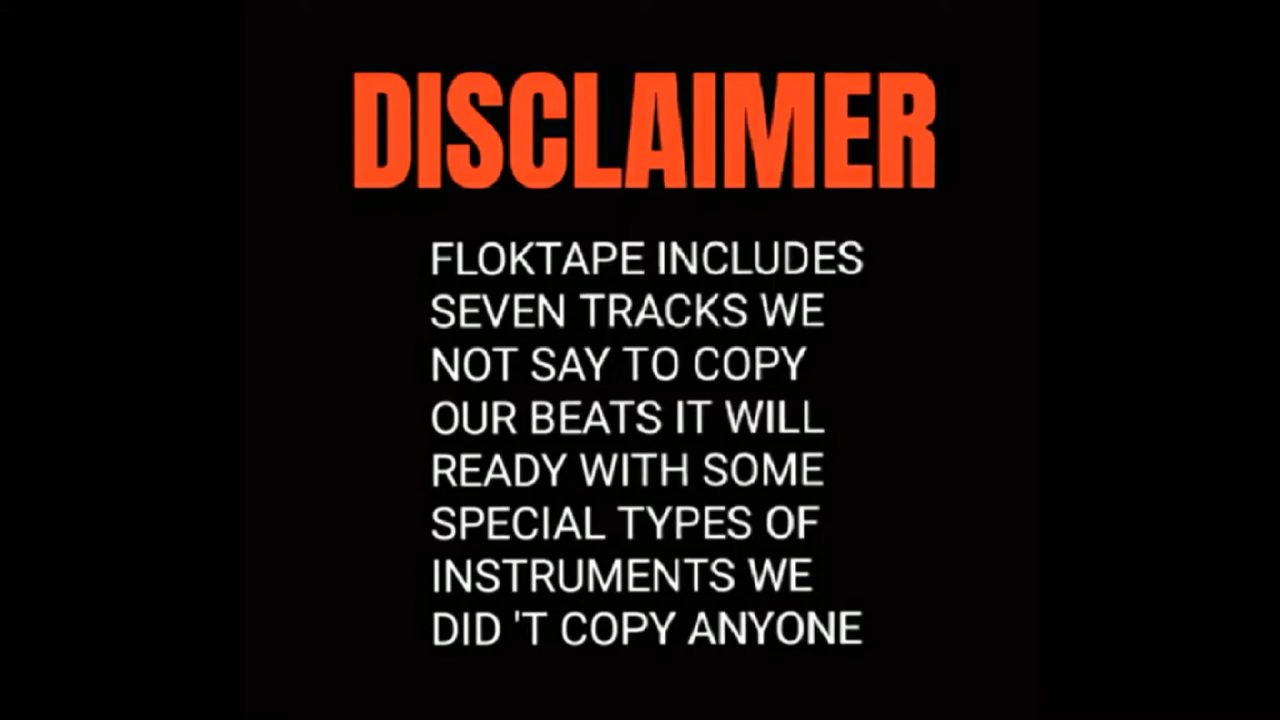 DISCLAIMER
FLOKTAPE INCLUDES
SEVEN TRACKS WE
NOT SAY TO COPY
OUR BEATS IT WILL
READY WITH SOME
SPECIAL TYPES OF
INSTRUMENTS WE
DID 'T COPY ANYONE